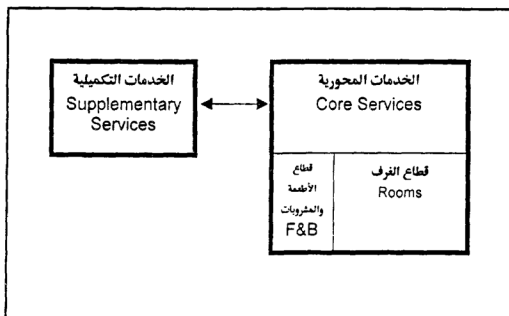 الخدمات التكميلية
Supplementary
Services
الخدمات المحورية
Core Services
قطاع
الأطعمة
والمشروبات
F&B
قطاع الغرف
Rooms